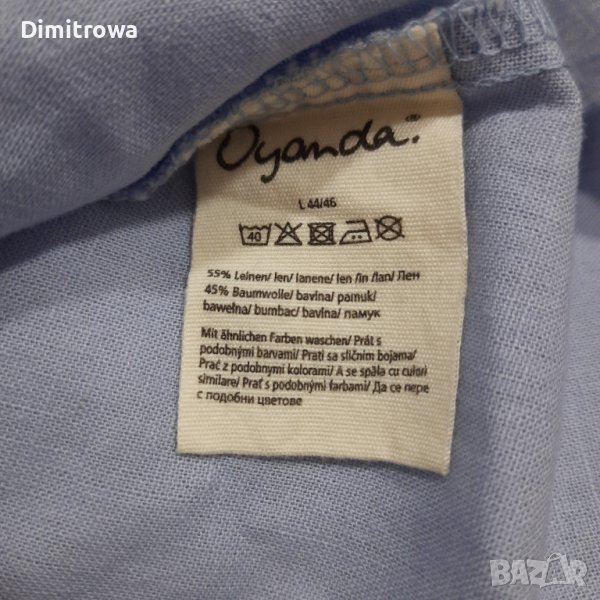 Dimitrowa
Oyanda®
L 44/46
40
55% Leinen/ len/ lanene/ len /in /lan/ Лен
45% Baumwolle/ bavlna/ pamuk/
bawełna/ bumbac/ bavlna/ памук
Mit ähnlichen Farben waschen/ Prát s
podobnými barvami/ Prati sa sličnim bojama/
Prać z podobnymi kolorami/ A se spăla cu culori
similare/ Prať s podobnými farbami/ Да се пере
с подобни цветове
BAZAR